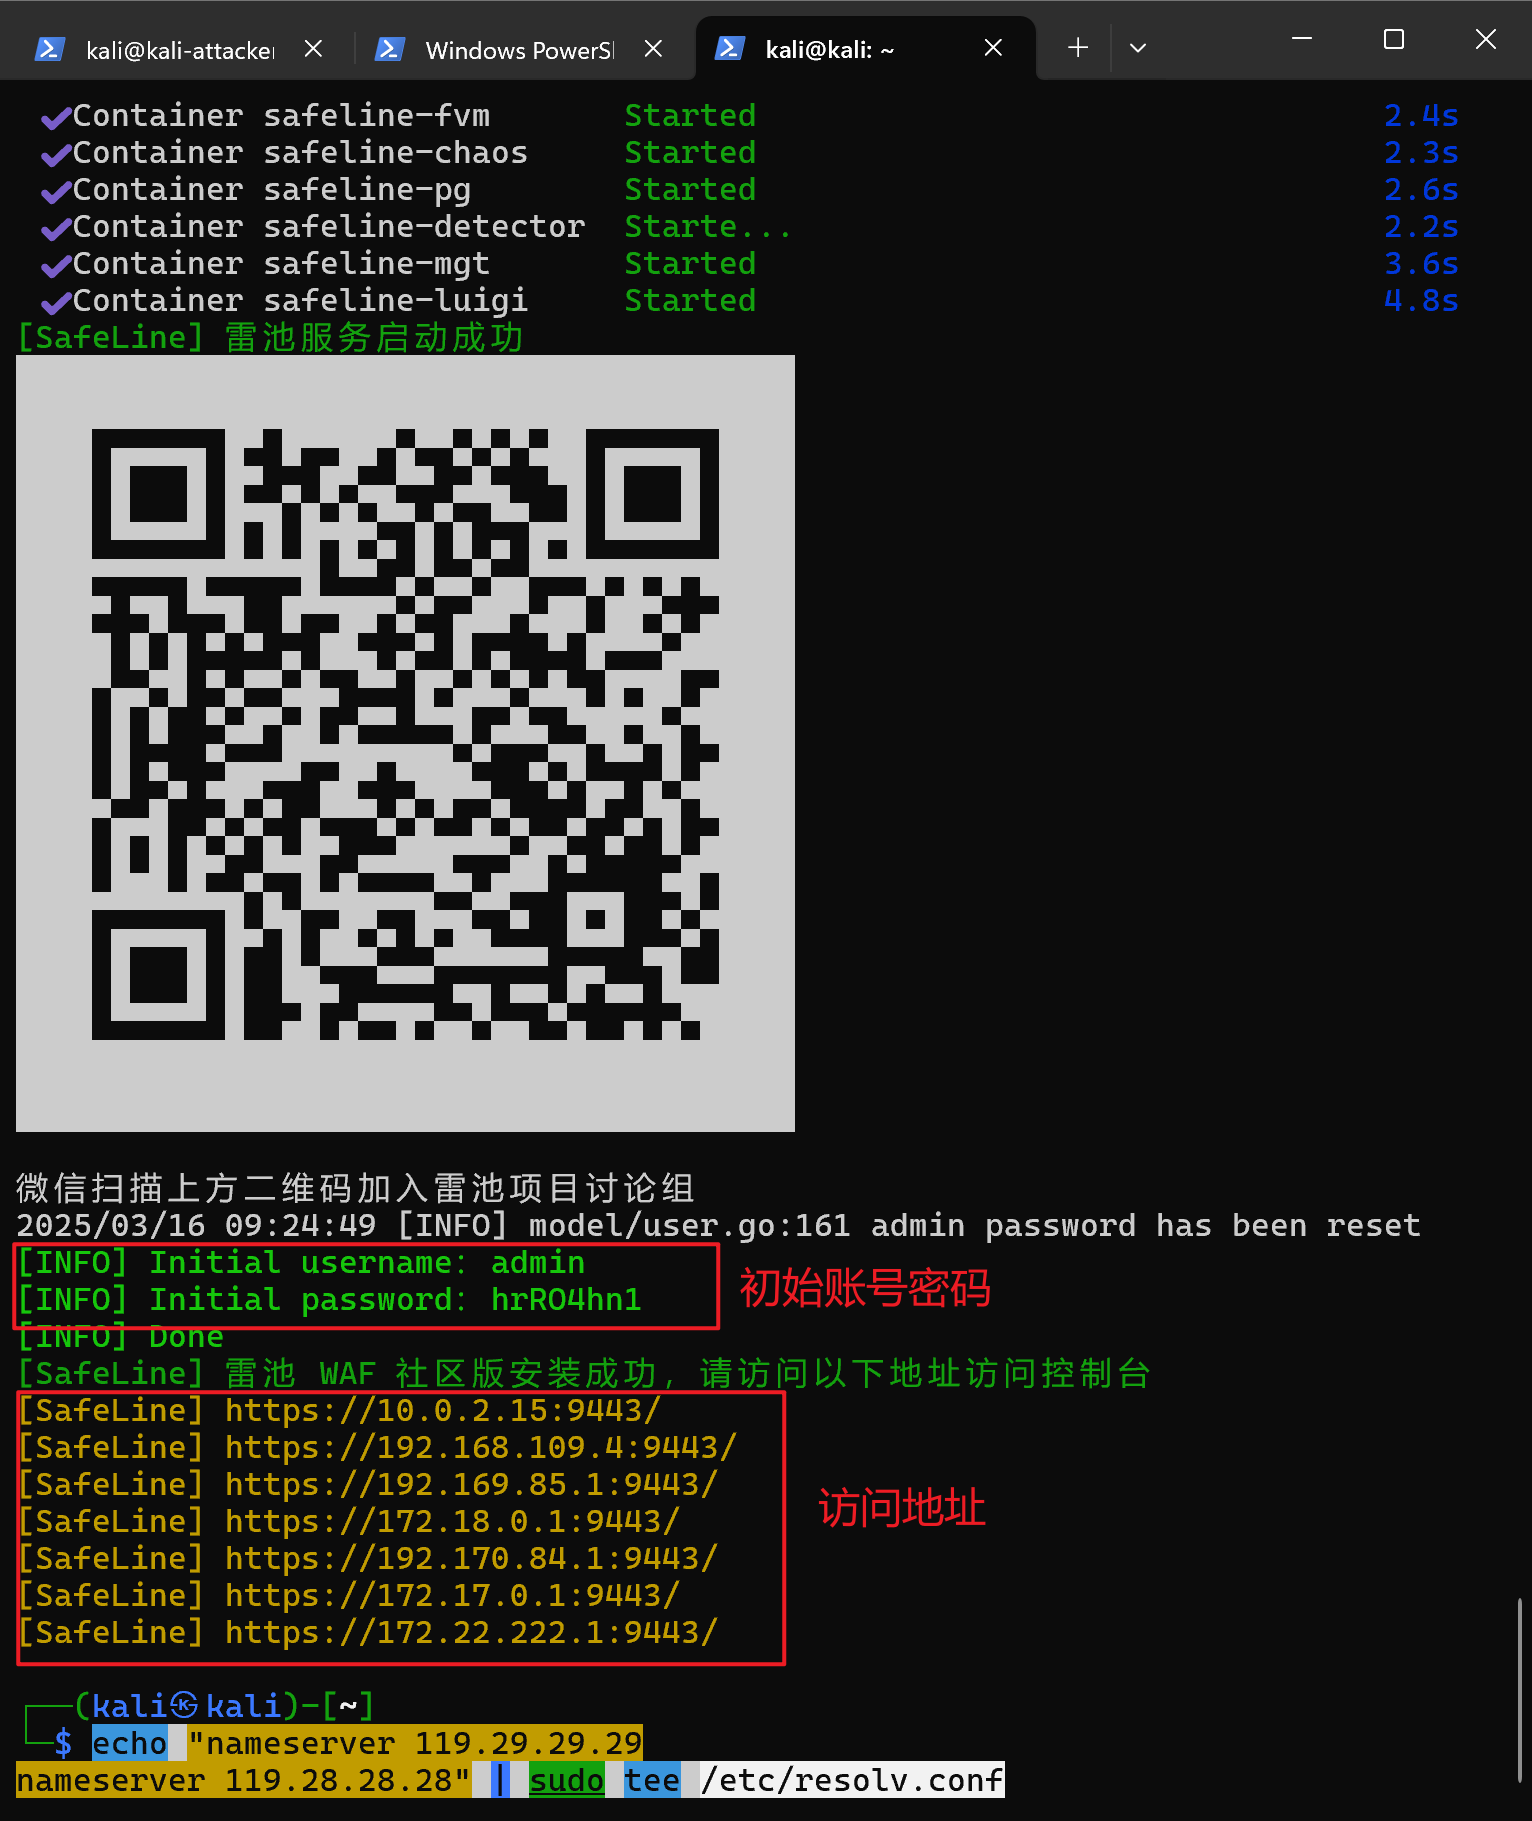 kali@kali-attacker
Windows PowerSh
kali@kali: ~
Container safeline-fvm Started 2.4s
Container safeline-chaos Started 2.3s
Container safeline-pg Started 2.6s
Container safeline-detector Starte... 2.2s
Container safeline-mgt Started 3.6s
Container safeline-luigi Started 4.8s
[SafeLine] 雷池服务启动成功
微信扫描上方二维码加入雷池项目讨论组
2025/03/16 09:24:49 [INFO] model/user.go:161 admin password has been reset
[INFO] Initial username: admin
[INFO] Initial password: hrRO4hn1
初始账号密码
[INFO] Done
[SafeLine] 雷池 WAF 社区版安装成功，请访问以下地址访问控制台
[SafeLine] https://10.0.2.15:9443/
[SafeLine] https://192.168.109.4:9443/
[SafeLine] https://192.169.85.1:9443/
[SafeLine] https://172.18.0.1:9443/
访问地址
[SafeLine] https://192.170.84.1:9443/
[SafeLine] https://172.17.0.1:9443/
[SafeLine] https://172.22.222.1:9443/
┌──(kali㉿kali)-[~]
└─$ echo "nameserver 119.29.29.29
nameserver 119.28.28.28" | sudo tee /etc/resolv.conf